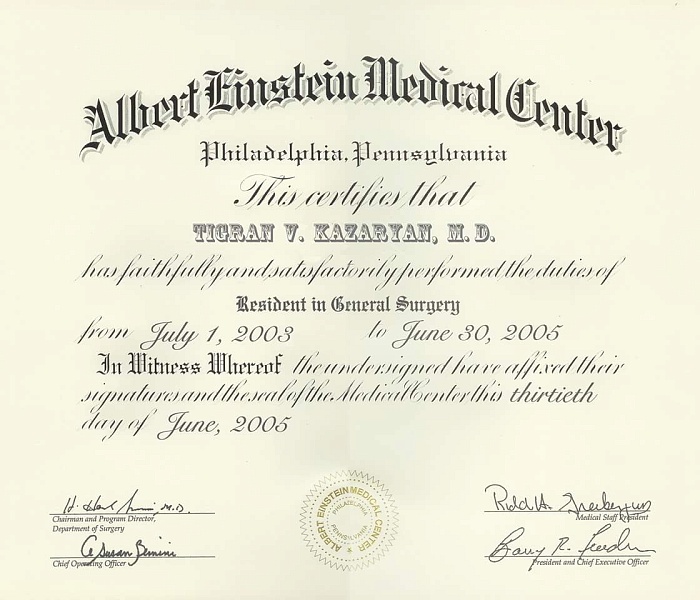 Albert Einstein Medical Center
Philadelphia, Pennsylvania
This certifies that
TIGRAN V. KAZARYAN, M.D.
has faithfully and satisfactorily performed the duties of
Resident in General Surgery
from July 1, 2003 to June 30, 2005
In Witness Whereof the undersigned have affixed their
signatures and the seal of the Medical Center this thirtieth
day of June, 2005
M.D.
Chairman and Program Director,
Department of Surgery
Medical Staff President
Susan
Chief Operating Officer
Barry R.
President and Chief Executive Officer
ALBERT EINSTEIN MEDICAL CENTER
PHILADELPHIA
PENNSYLVANIA